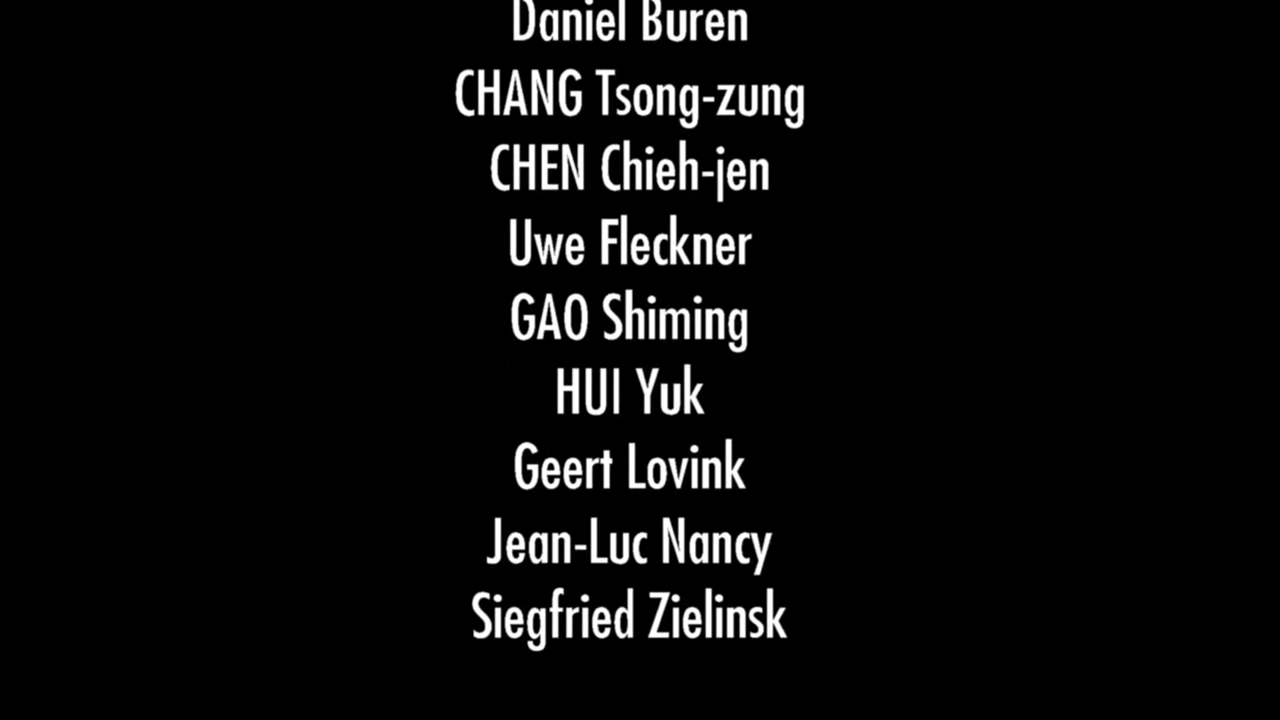 Daniel Buren
CHANG Tsong-zung
CHEN Chieh-jen
Uwe Fleckner
GAO Shiming
HUI Yuk
Geert Lovink
Jean-Luc Nancy
Siegfried Zielinsk